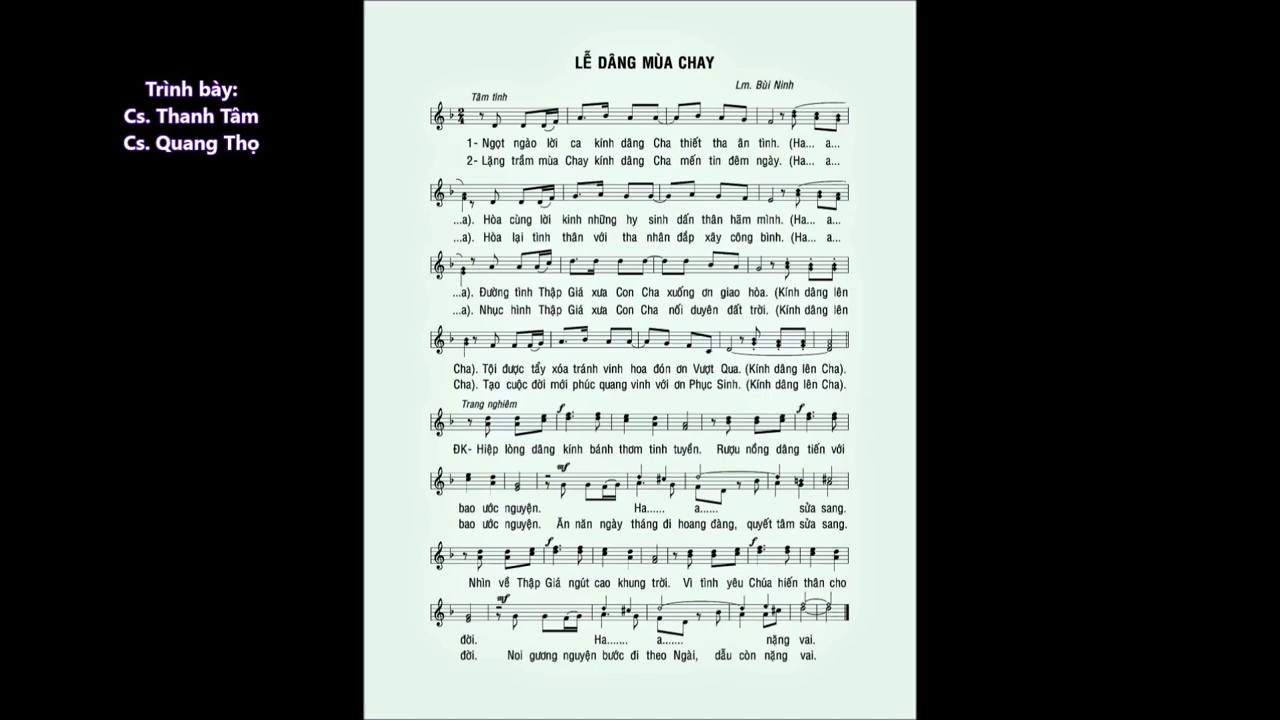 Trình bày:
Cs. Thanh Tâm
Cs. Quang Thọ
LỄ DÂNG MÙA CHAY
Lm. Bùi Ninh
Tâm tình
1- Ngọt ngào lời ca kính dâng Cha thiết tha ân tình. (Ha... a...
2- Lặng trầm mùa Chay kính dâng Cha mến tin đêm ngày. (Ha... a...
...a). Hòa cùng lời kinh những hy sinh dấn thân hãm mình. (Ha... a...
...a). Hòa lại tình thân với tha nhân đắp xây công bình. (Ha... a...
...a). Đường tình Thập Giá xưa Con Cha xuống ơn giao hòa. (Kính dâng lên
...a). Nhục hình Thập Giá xưa Con Cha nối duyên đất trời. (Kính dâng lên
Cha). Tội được tẩy xóa tránh vinh hoa đón ơn Vượt Qua. (Kính dâng lên Cha).
Cha). Tạo cuộc đời mới phúc quang vinh với ơn Phục Sinh. (Kính dâng lên Cha).
Trang nghiêm
f f
ĐK- Hiệp lòng dâng kính bánh thơm tinh tuyền. Rượu nồng dâng tiến với
mf
bao ước nguyện. Ha...... a...... sửa sang.
bao ước nguyện. Ăn năn ngày tháng đi hoang đàng, quyết tâm sửa sang.
f f
Nhìn về Thập Giá ngút cao khung trời. Vì tình yêu Chúa hiến thân cho
mf
đời. Ha....... a....... nặng vai.
đời. Noi gương nguyện bước đi theo Ngài, dẫu còn nặng vai.